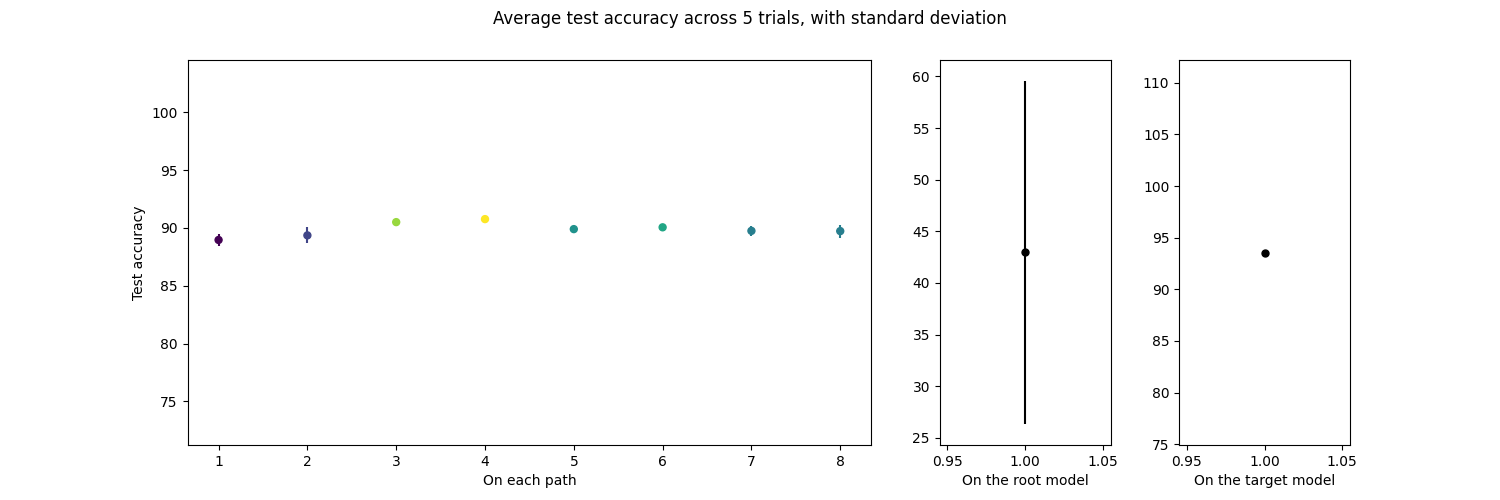 Average test accuracy across 5 trials, with standard deviation
Test accuracy
100
95
90
85
80
75
1 2 3 4 5 6 7 8
On each path
60
55
50
45
40
35
30
25
0.95 1.00 1.05
On the root model
110
105
100
95
90
85
80
75
0.95 1.00 1.05
On the target model